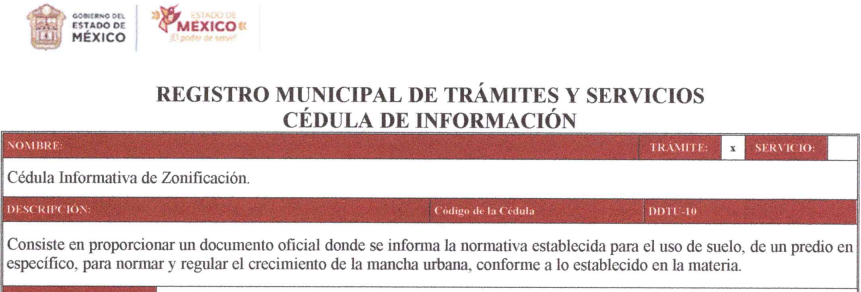 GOBIERNO DEL
ESTADO DE
MÉXICO
ESTADO DE
MÉXICO
¡El poder de servir!
REGISTRO MUNICIPAL DE TRÁMITES Y SERVICIOS
CÉDULA DE INFORMACIÓN
NOMBRE: TRÁMITE: x SERVICIO:
Cédula Informativa de Zonificación.
DESCRIPCIÓN: Código de la Cédula DDTU-10
Consiste en proporcionar un documento oficial donde se informa la normativa establecida para el uso de suelo, de un predio en
específico, para normar y regular el crecimiento de la mancha urbana, conforme a lo establecido en la materia.